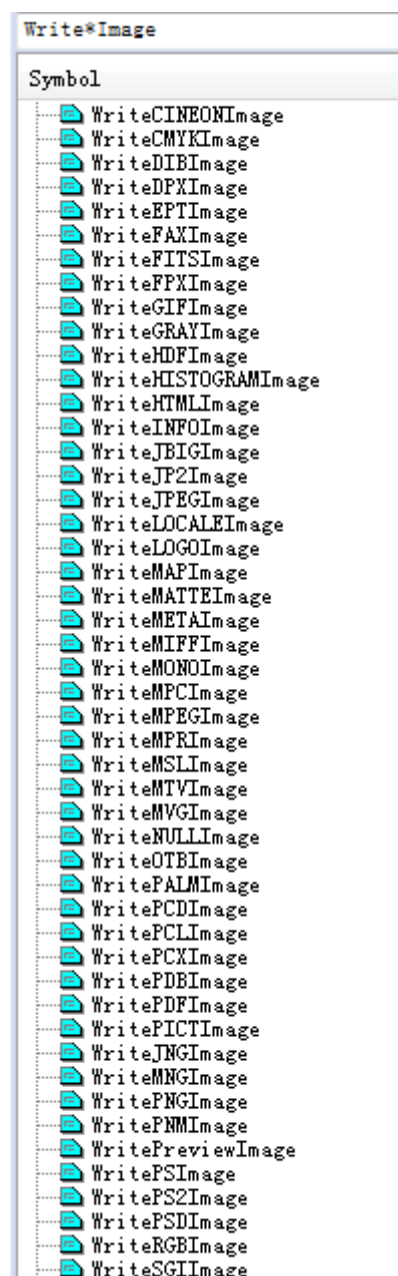 Write*Image
Symbol
WriteCINEONImage
WriteCMYKImage
WriteDIBImage
WriteDPXImage
WriteEPTImage
WriteFAXImage
WriteFITSImage
WriteFPXImage
WriteGIFImage
WriteGRAYImage
WriteHDFImage
WriteHISTOGRAMImage
WriteHTMLImage
WriteINFOImage
WriteJBIGImage
WriteJP2Image
WriteJPEGImage
WriteLOCALEImage
WriteLOGOImage
WriteMAPImage
WriteMATTEImage
WriteMETAImage
WriteMIFFImage
WriteMONOImage
WriteMPCImage
WriteMPEGImage
WriteMPRImage
WriteMSLImage
WriteMTVImage
WriteMVGImage
WriteNULLImage
WriteOTBImage
WritePALMImage
WritePCDImage
WritePCLImage
WritePCXImage
WritePDBImage
WritePDFImage
WritePICTImage
WriteJNGImage
WriteMNGImage
WritePNGImage
WritePNMImage
WritePreviewImage
WritePSImage
WritePS2Image
WritePSDImage
WriteRGBImage
WriteSGIImage